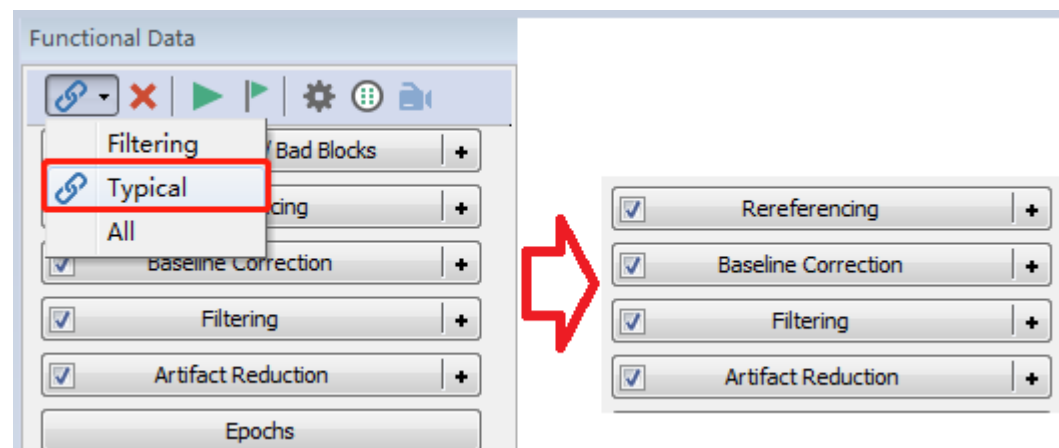 Functional Data
Filtering
/ Bad Blocks
Typical
cing
All
Baseline Correction
Filtering
Artifact Reduction
Epochs
Rereferencing
Baseline Correction
Filtering
Artifact Reduction